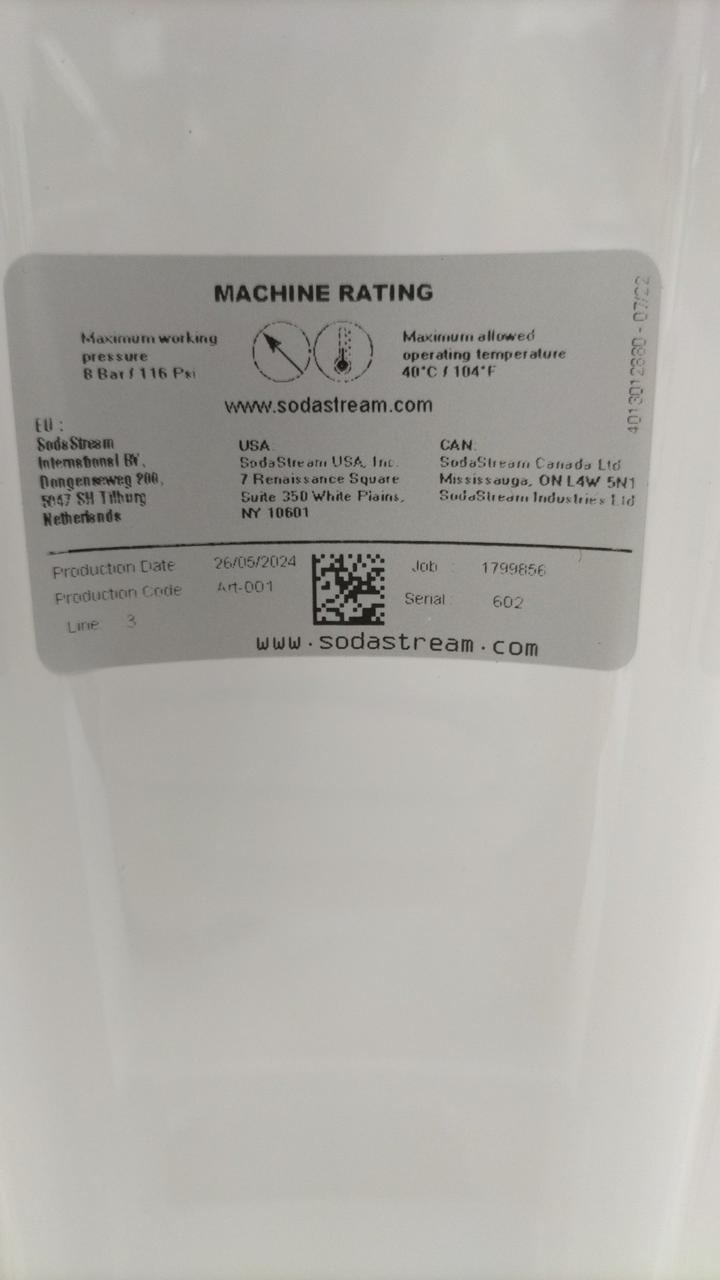 MACHINE RATING
Maximum working
pressure
8 Bar / 116 Psi
Maximum allowed
operating temperature
40°C / 104°F
www.sodastream.com
EU :
SodaStream
International BV,
Dongenseweg 200,
5047 SH Tilburg
Netherlands
USA:
SodaStream USA, Inc.
7 Renaissance Square
Suite 350 White Plains,
NY 10601
CAN:
SodaStream Canada Ltd
Mississauga, ON L4W 5N1
SodaStream Industries Ltd
4013012880 - 07/22
Production Date 26/05/2024
Production Code Art-001
Line: 3
Job : 1799856
Serial : 602
www.sodastream.com